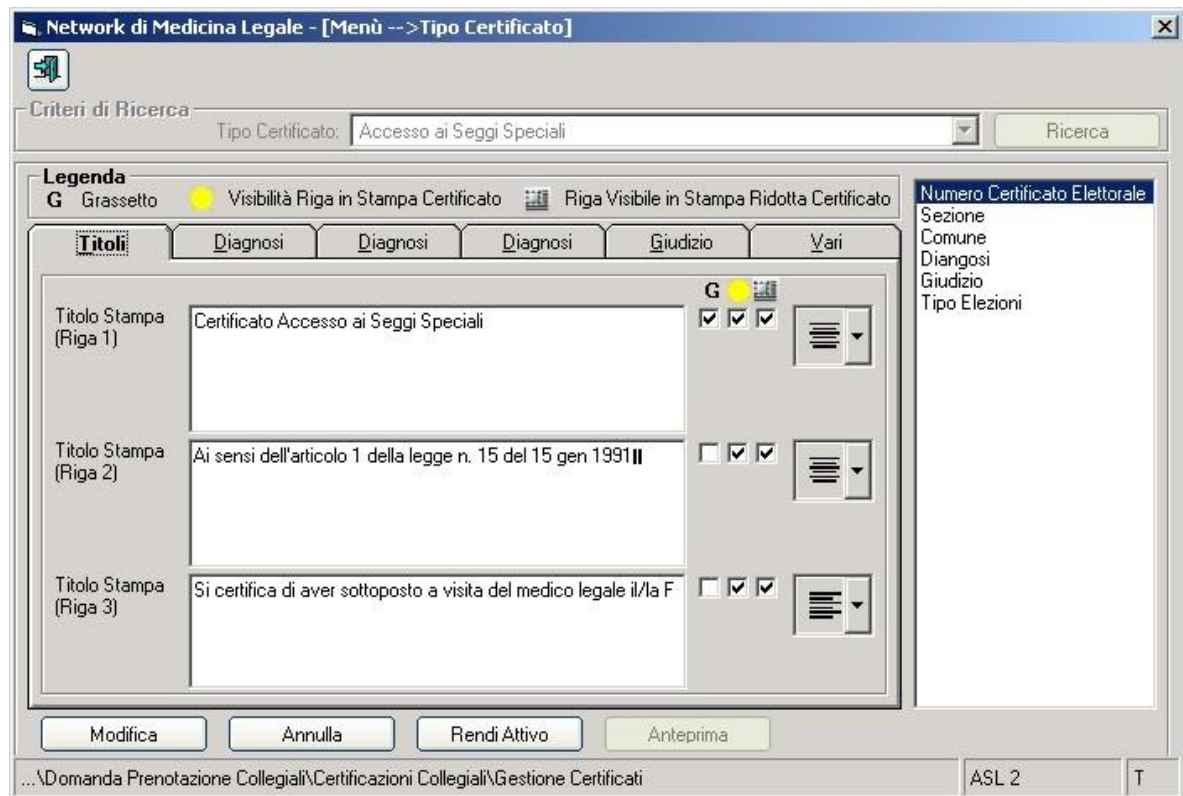 Network di Medicina Legale - [Menù -->Tipo Certificato]
Criteri di Ricerca
Tipo Certificato: Accesso ai Seggi Speciali Ricerca
Legenda
G Grassetto Visibilità Riga in Stampa Certificato Riga Visibile in Stampa Ridotta Certificato
Titoli Diagnosi Diagnosi Diagnosi Giudizio Vari
G
Titolo Stampa
(Riga 1)
Certificato Accesso ai Seggi Speciali
Titolo Stampa
(Riga 2)
Ai sensi dell'articolo 1 della legge n. 15 del 15 gen 1991||
Titolo Stampa
(Riga 3)
Si certifica di aver sottoposto a visita del medico legale il/la F
Numero Certificato Elettorale
Sezione
Comune
Diangosi
Giudizio
Tipo Elezioni
Modifica Annulla Rendi Attivo Anteprima
...\Domanda Prenotazione Collegiali\Certificazioni Collegiali\Gestione Certificati ASL 2 T